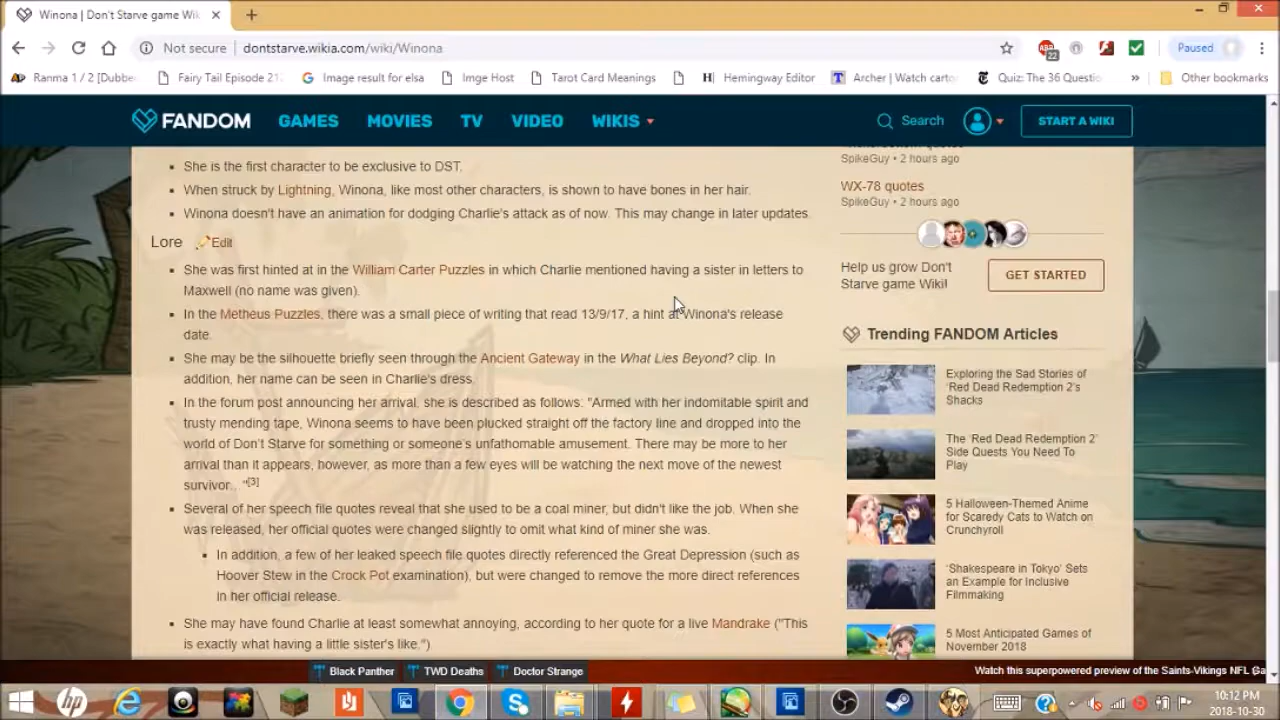 Winona | Don't Starve game Wik
Not secure | dontstarve.wikia.com/wiki/Winona
22
Paused
Ranma 1 / 2 [Dubbe
Fairy Tail Episode 21
Image result for elsa
Imge Host
Tarot Card Meanings
Hemingway Editor
Archer | Watch carto
Quiz: The 36 Questio
»
Other bookmarks
FANDOM GAMES MOVIES TV VIDEO WIKIS Search START A WIKI
She is the first character to be exclusive to DST.
When struck by Lightning, Winona, like most other characters, is shown to have bones in her hair.
Winona doesn't have an animation for dodging Charlie's attack as of now. This may change in later updates.
Lore Edit
She was first hinted at in the William Carter Puzzles in which Charlie mentioned having a sister in letters to
Maxwell (no name was given).
In the Metheus Puzzles, there was a small piece of writing that read 13/9/17, a hint at Winona's release
date.
She may be the silhouette briefly seen through the Ancient Gateway in the What Lies Beyond? clip. In
addition, her name can be seen in Charlie's dress.
In the forum post announcing her arrival, she is described as follows: "Armed with her indomitable spirit and
trusty mending tape, Winona seems to have been plucked straight off the factory line and dropped into the
world of Don't Starve for something or someone's unfathomable amusement. There may be more to her
arrival than it appears, however, as more than a few eyes will be watching the next move of the newest
survivor.. "[3]
Several of her speech file quotes reveal that she used to be a coal miner, but didn't like the job. When she
was released, her official quotes were changed slightly to omit what kind of miner she was.
In addition, a few of her leaked speech file quotes directly referenced the Great Depression (such as
Hoover Stew in the Crock Pot examination), but were changed to remove the more direct references
in her official release.
She may have found Charlie at least somewhat annoying, according to her quote for a live Mandrake ("This
is exactly what having a little sister's like.")
SpikeGuy • 2 hours ago
WX-78 quotes
SpikeGuy • 2 hours ago
Help us grow Don't
Starve game Wiki!
GET STARTED
Trending FANDOM Articles
Exploring the Sad Stories of
'Red Dead Redemption 2's
Shacks
The 'Red Dead Redemption 2'
Side Quests You Need To
Play
5 Halloween-Themed Anime
for Scaredy Cats to Watch on
Crunchyroll
'Shakespeare in Tokyo' Sets
an Example for Inclusive
Filmmaking
5 Most Anticipated Games of
November 2018
Black Panther TWD Deaths Doctor Strange
Watch this superpowered preview of the Saints-Vikings NFL
10:12 PM
2018-10-30